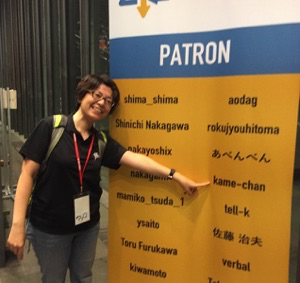 PATRON
shima_shima
Shinichi Nakagawa
nakayoshix
mamiko_tsuda_1
ysaito
Toru Furukawa
kiwamoto
aodag
rokujyouhitoma
あべんべん
kame-chan
tell-k
佐藤 治夫
verbal